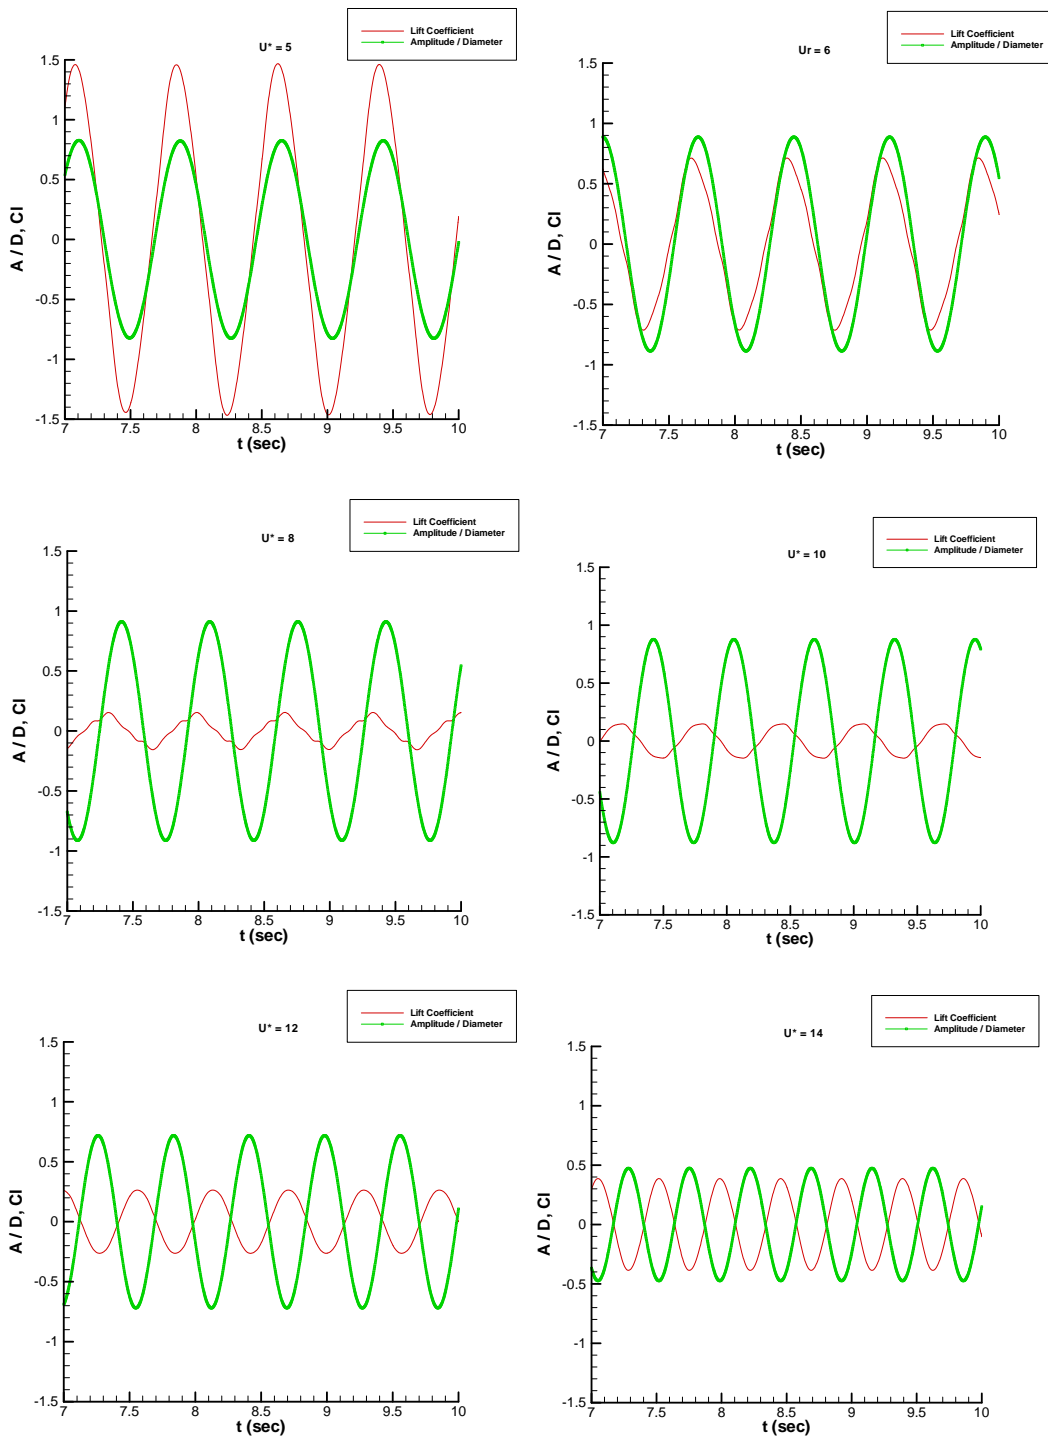 Lift Coefficient
Amplitude / Diameter
U* = 5
1.5
1
0.5
0
-0.5
-1
-1.5
A / D, Cl
7
7.5
8
8.5
9
9.5
10
t (sec)
Lift Coefficient
Amplitude / Diameter
Ur = 6
1.5
1
0.5
0
-0.5
-1
-1.5
A / D, Cl
7
7.5
8
8.5
9
9.5
10
t (sec)
Lift Coefficient
Amplitude / Diameter
U* = 8
1.5
1
0.5
0
-0.5
-1
-1.5
A / D, Cl
7
7.5
8
8.5
9
9.5
10
t (sec)
Lift Coefficient
Amplitude / Diameter
U* = 10
1.5
1
0.5
0
-0.5
-1
-1.5
A / D, Cl
7
7.5
8
8.5
9
9.5
10
t (sec)
Lift Coefficient
Amplitude / Diameter
U* = 12
1.5
1
0.5
0
-0.5
-1
-1.5
A / D, Cl
7
7.5
8
8.5
9
9.5
10
t (sec)
Lift Coefficient
Amplitude / Diameter
U* = 14
1.5
1
0.5
0
-0.5
-1
-1.5
A / D, Cl
7
7.5
8
8.5
9
9.5
10
t (sec)